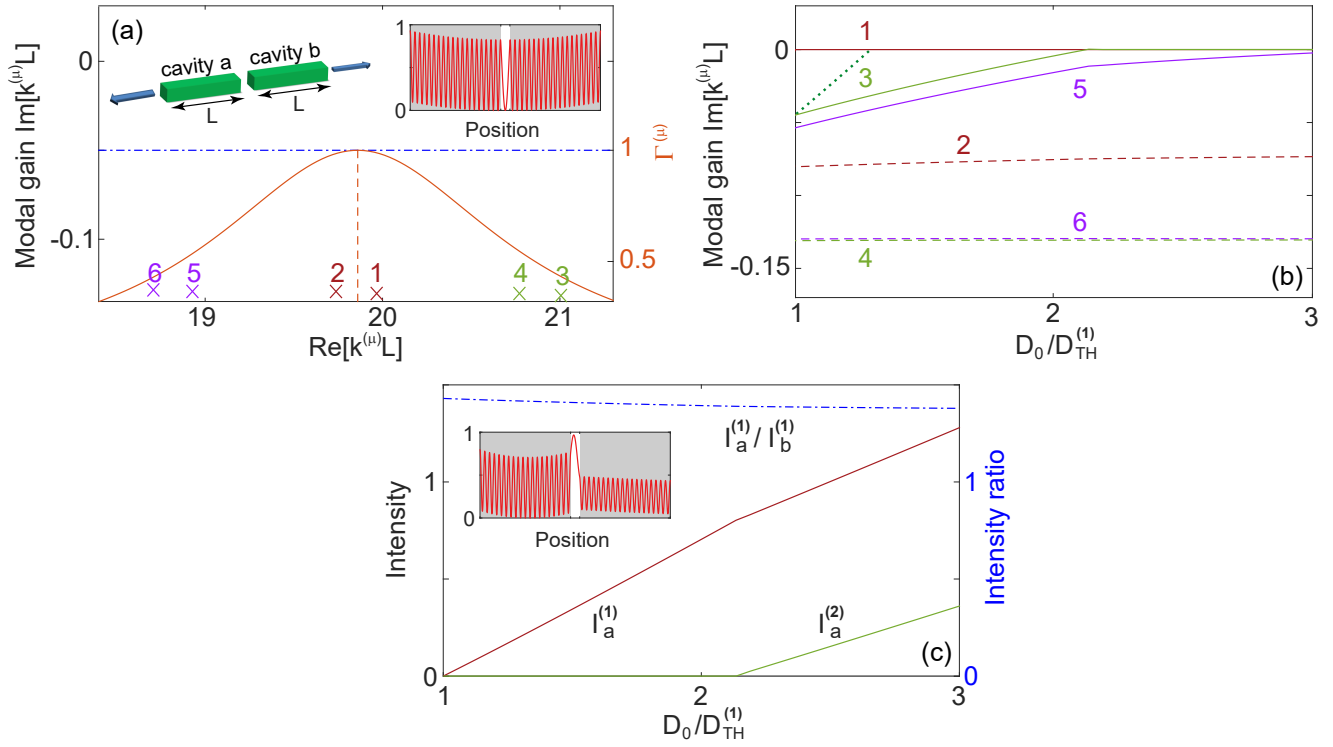 (a)
cavity a
cavity b
L
L
1
0
Position
0
-0.1
Modal gain Im[k^(μ)L]
1
0.5
Γ^(μ)
6
5
2
1
4
3
19
20
21
Re[k^(μ)L]
0
-0.15
Modal gain Im[k^(μ)L]
1
3
5
2
6
4
(b)
1
2
3
D_0/D_TH^(1)
1
0
Intensity
1
0
Position
I_a^(1)/I_b^(1)
I_a^(1)
I_a^(2)
(c)
1
0
Intensity ratio
1
2
3
D_0/D_TH^(1)